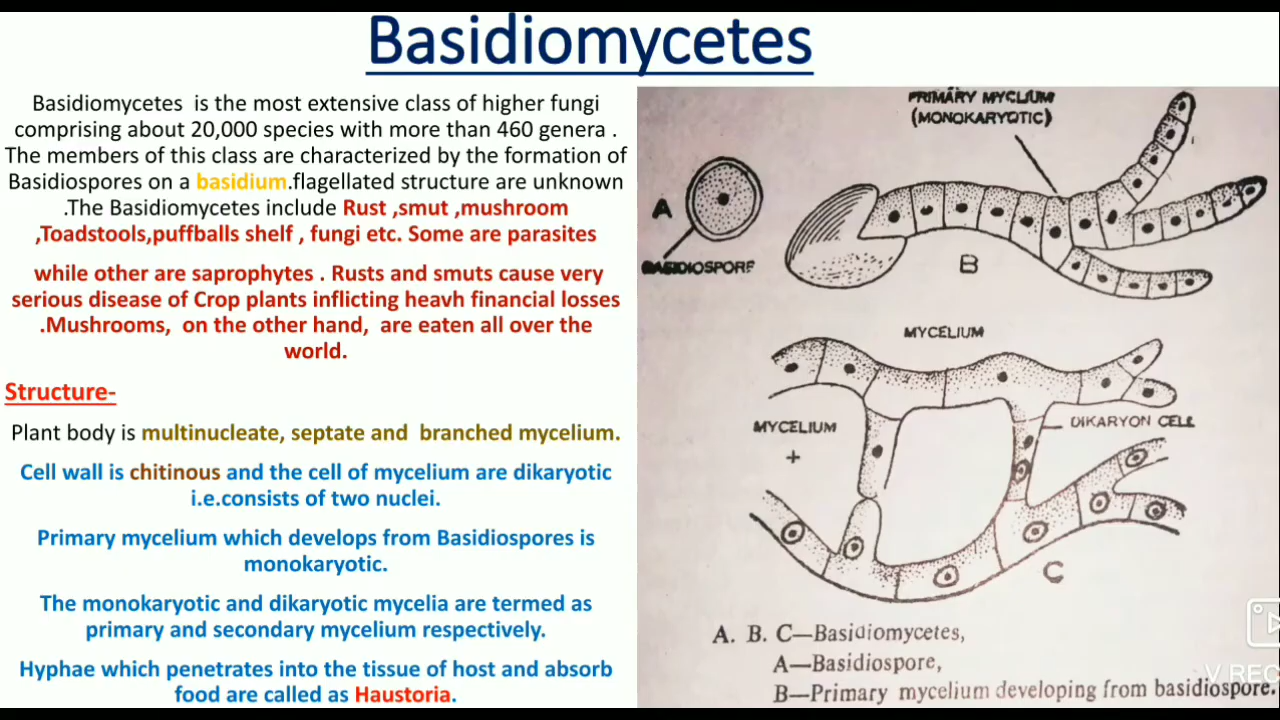 Basidiomycetes
Basidiomycetes is the most extensive class of higher fungi
comprising about 20,000 species with more than 460 genera .
The members of this class are characterized by the formation of
Basidiospores on a basidium.flagellated structure are unknown
.The Basidiomycetes include Rust ,smut ,mushroom
,Toadstools,puffballs shelf , fungi etc. Some are parasites
while other are saprophytes . Rusts and smuts cause very
serious disease of Crop plants inflicting heavh financial losses
.Mushrooms, on the other hand, are eaten all over the
world.
Structure-
Plant body is multinucleate, septate and branched mycelium.
Cell wall is chitinous and the cell of mycelium are dikaryotic
i.e.consists of two nuclei.
Primary mycelium which develops from Basidiospores is
monokaryotic.
The monokaryotic and dikaryotic mycelia are termed as
primary and secondary mycelium respectively.
Hyphae which penetrates into the tissue of host and absorb
food are called as Haustoria.
PRIMARY MYCLIUM
(MONOKARYOTIC)
A
BASIDIOSPORE
B
MYCELIUM
MYCELIUM
+
DIKARYON CELL
C
A. B. C—Basidiomycetes,
A—Basidiospore,
B—Primary mycelium developing from basidiospore.
V REC